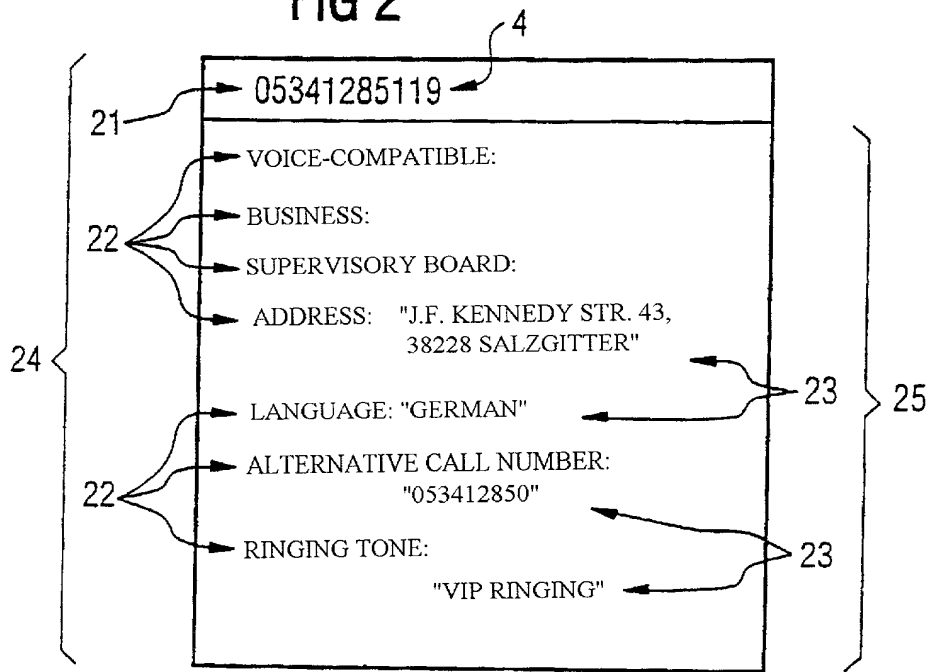 FIG 2
4
21 05341285119
VOICE-COMPATIBLE:
BUSINESS:
22
SUPERVISORY BOARD:
ADDRESS: "J.F. KENNEDY STR. 43,
38228 SALZGITTER"
24
23
25
LANGUAGE: "GERMAN"
ALTERNATIVE CALL NUMBER:
22
"053412850"
RINGING TONE:
23
"VIP RINGING"